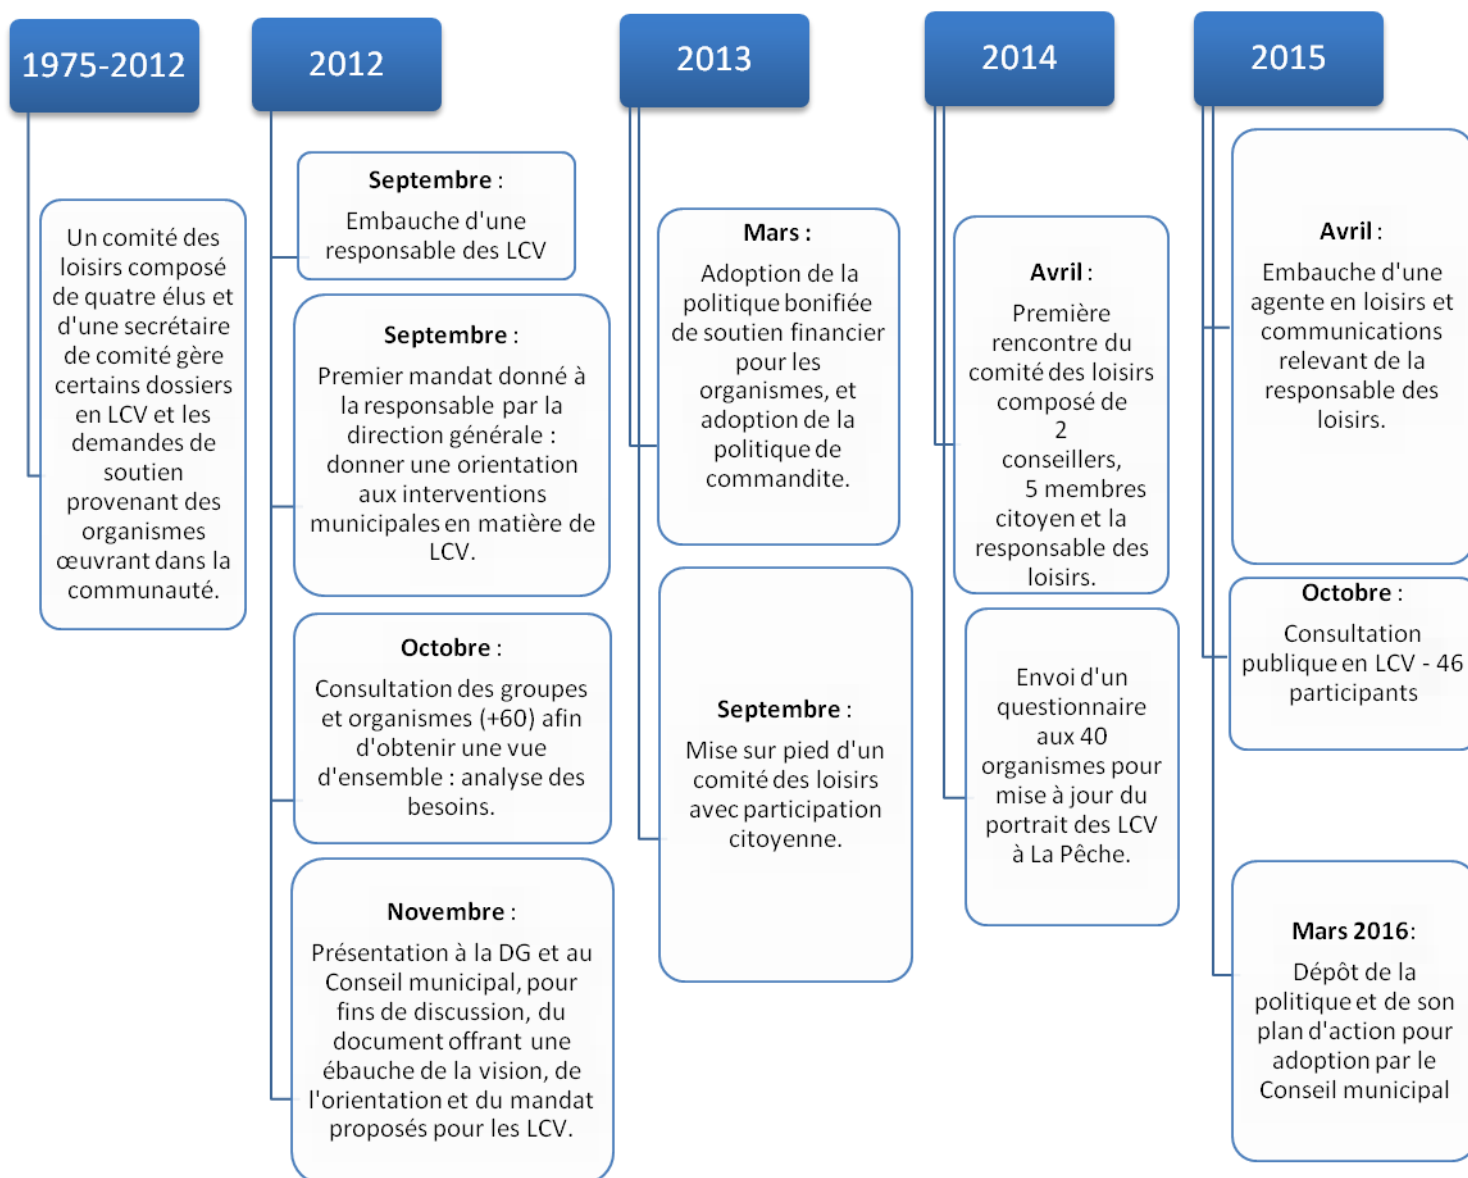 1975-2012
Un comité des
loisirs composé
de quatre élus et
d'une secrétaire
de comité gère
certains dossiers
en LCV et les
demandes de
soutien
provenant des
organismes
œuvrant dans la
communauté.
2012
Septembre :
Embauche d'une
responsable des LCV
Septembre :
Premier mandat donné à
la responsable par la
direction générale :
donner une orientation
aux interventions
municipales en matière de
LCV.
Octobre :
Consultation des groupes
et organismes (+60) afin
d'obtenir une vue
d'ensemble : analyse des
besoins.
Novembre :
Présentation à la DG et au
Conseil municipal, pour
fins de discussion, du
document offrant une
ébauche de la vision, de
l'orientation et du mandat
proposés pour les LCV.
2013
Mars :
Adoption de la
politique bonifiée
de soutien financier
pour les
organismes, et
adoption de la
politique de
commandite.
Septembre :
Mise sur pied d'un
comité des loisirs
avec participation
citoyenne.
2014
Avril :
Première
rencontre du
comité des loisirs
composé de
2
conseillers,
5 membres
citoyen et la
responsable des
loisirs.
Envoi d'un
questionnaire
aux 40
organismes pour
mise à jour du
portrait des LCV
à La Pêche.
2015
Avril :
Embauche d'une
agente en loisirs et
communications
relevant de la
responsable des
loisirs.
Octobre :
Consultation
publique en LCV - 46
participants
Mars 2016:
Dépôt de la
politique et de son
plan d'action pour
adoption par le
Conseil municipal